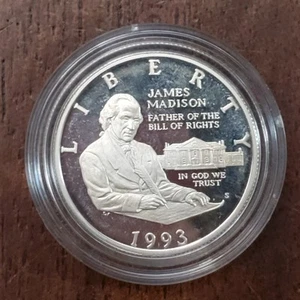 LIBERTY
JAMES
MADISON
FATHER OF THE
BILL OF RIGHTS
IN GOD WE
TRUST
S
1993